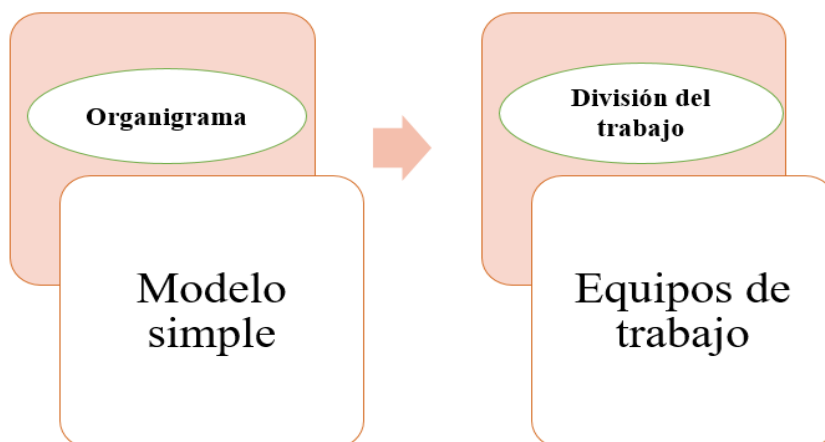 Organigrama
Modelo
simple
División del
trabajo
Equipos de
trabajo